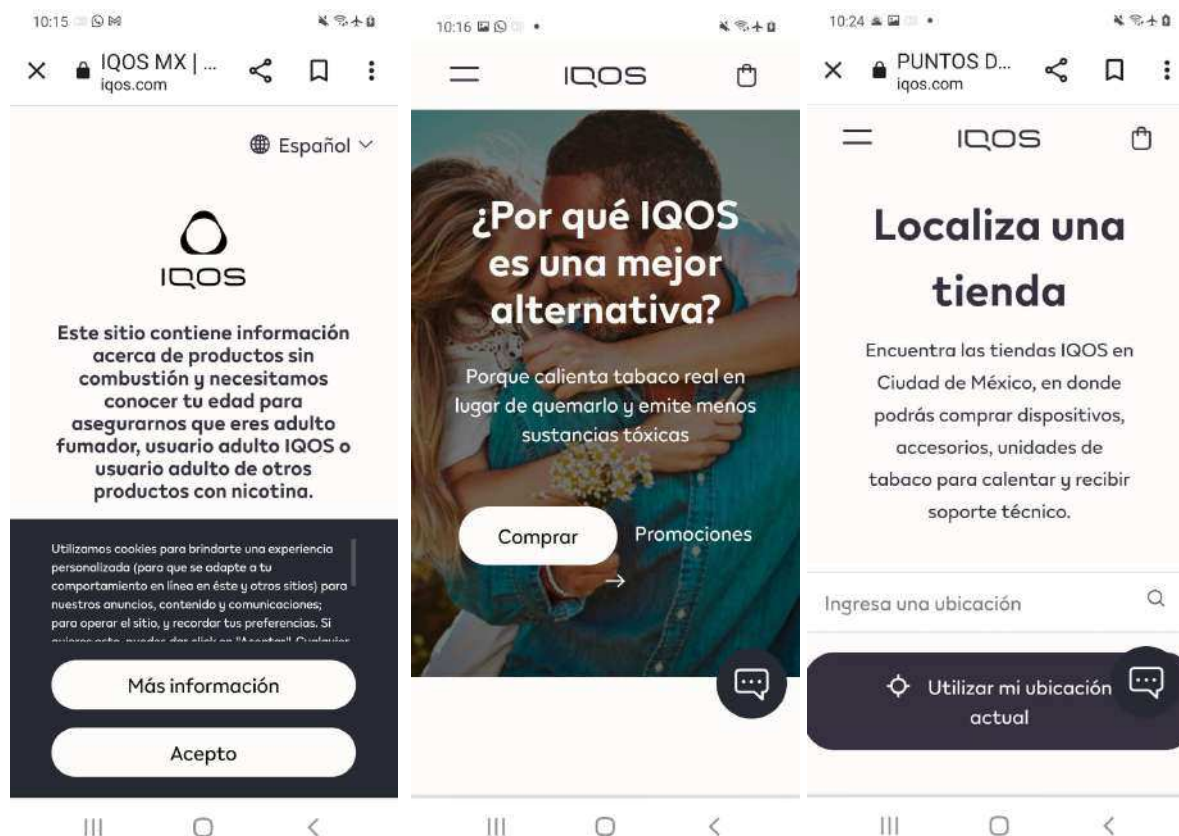 10:15
IQOS MX | ...
iqos.com
Español
IQOS
Este sitio contiene información
acerca de productos sin
combustión y necesitamos
conocer tu edad para
asegurarnos que eres adulto
fumador, usuario adulto IQOS o
usuario adulto de otros
productos con nicotina.
Utilizamos cookies para brindarte una experiencia
personalizada (para que se adapte a tu
comportamiento en línea en éste y otros sitios) para
nuestros anuncios, contenido y comunicaciones;
para operar el sitio, y recordar tus preferencias. Si
Más información
Acepto
10:16
IQOS
¿Por qué IQOS
es una mejor
alternativa?
Porque calienta tabaco real en
lugar de quemarlo y emite menos
sustancias tóxicas
Comprar
Promociones
10:24
PUNTOS D...
iqos.com
IQOS
Localiza una
tienda
Encuentra las tiendas IQOS en
Ciudad de México, en donde
podrás comprar dispositivos,
accesorios, unidades de
tabaco para calentar y recibir
soporte técnico.
Ingresa una ubicación
Utilizar mi ubicación
actual